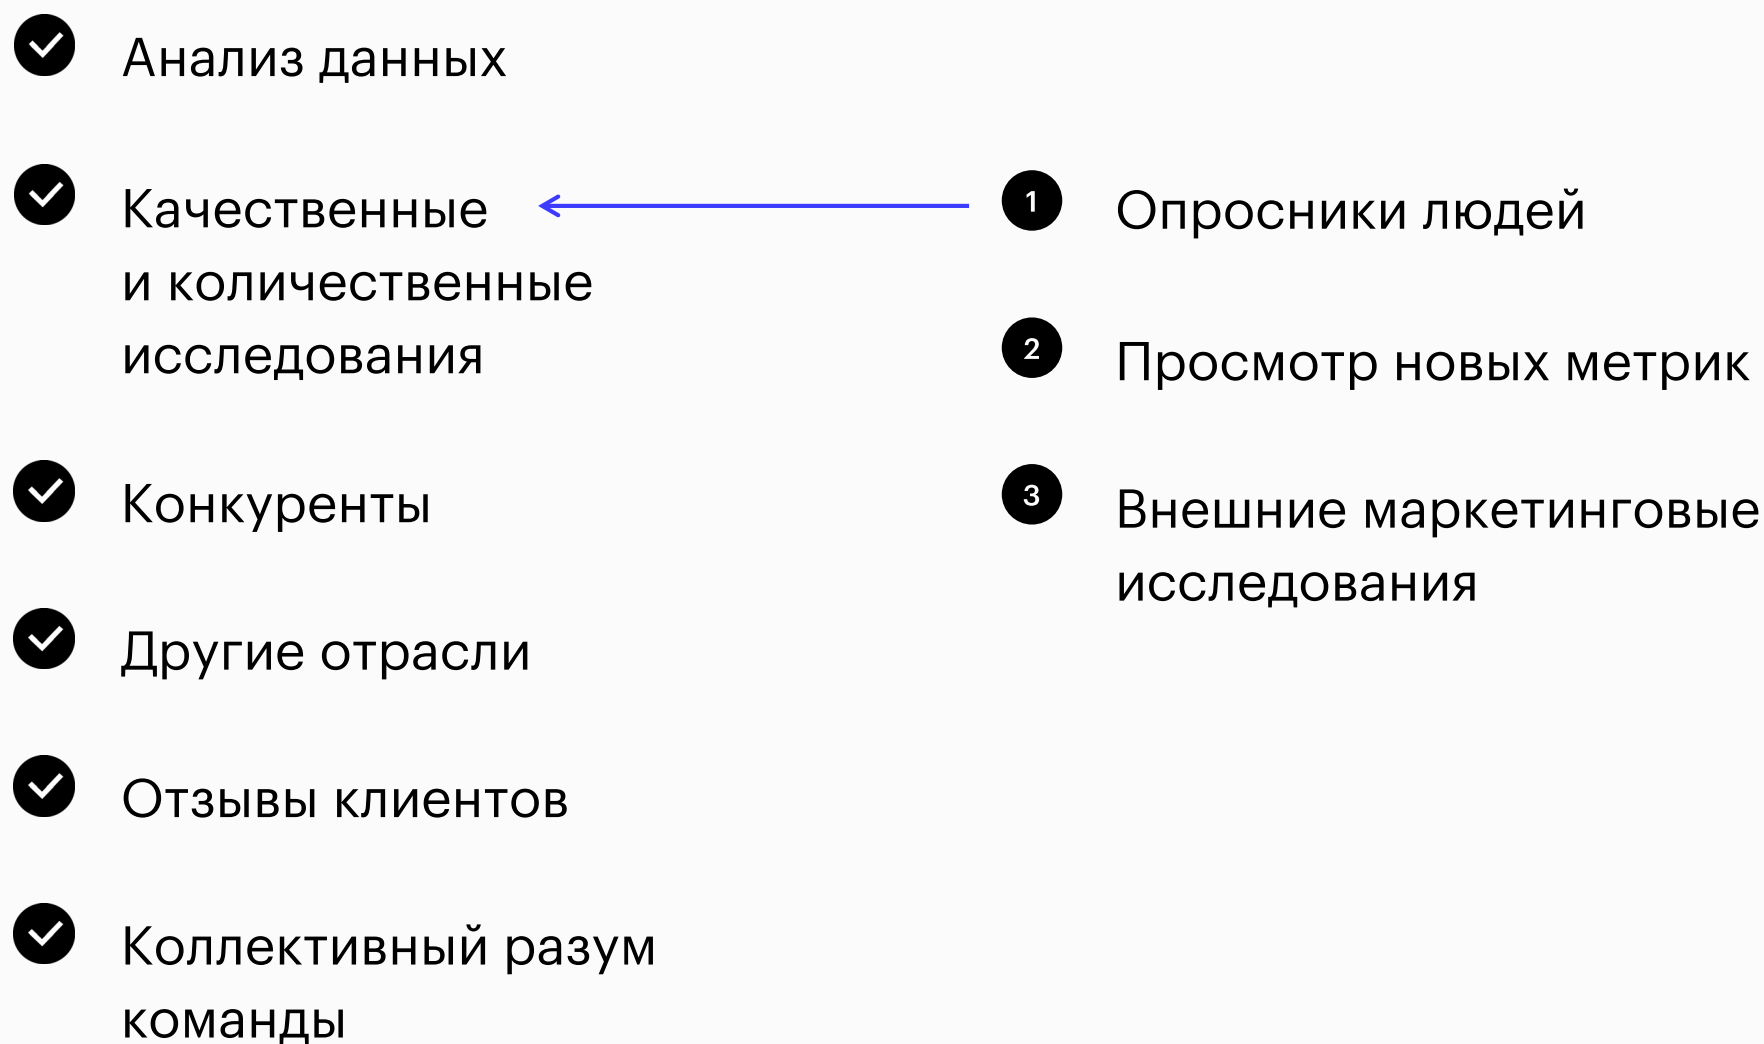 Анализ данных
Качественные
и количественные
исследования
Конкуренты
Другие отрасли
Отзывы клиентов
Коллективный разум
команды
1 Опросники людей
2 Просмотр новых метрик
3 Внешние маркетинговые
исследования